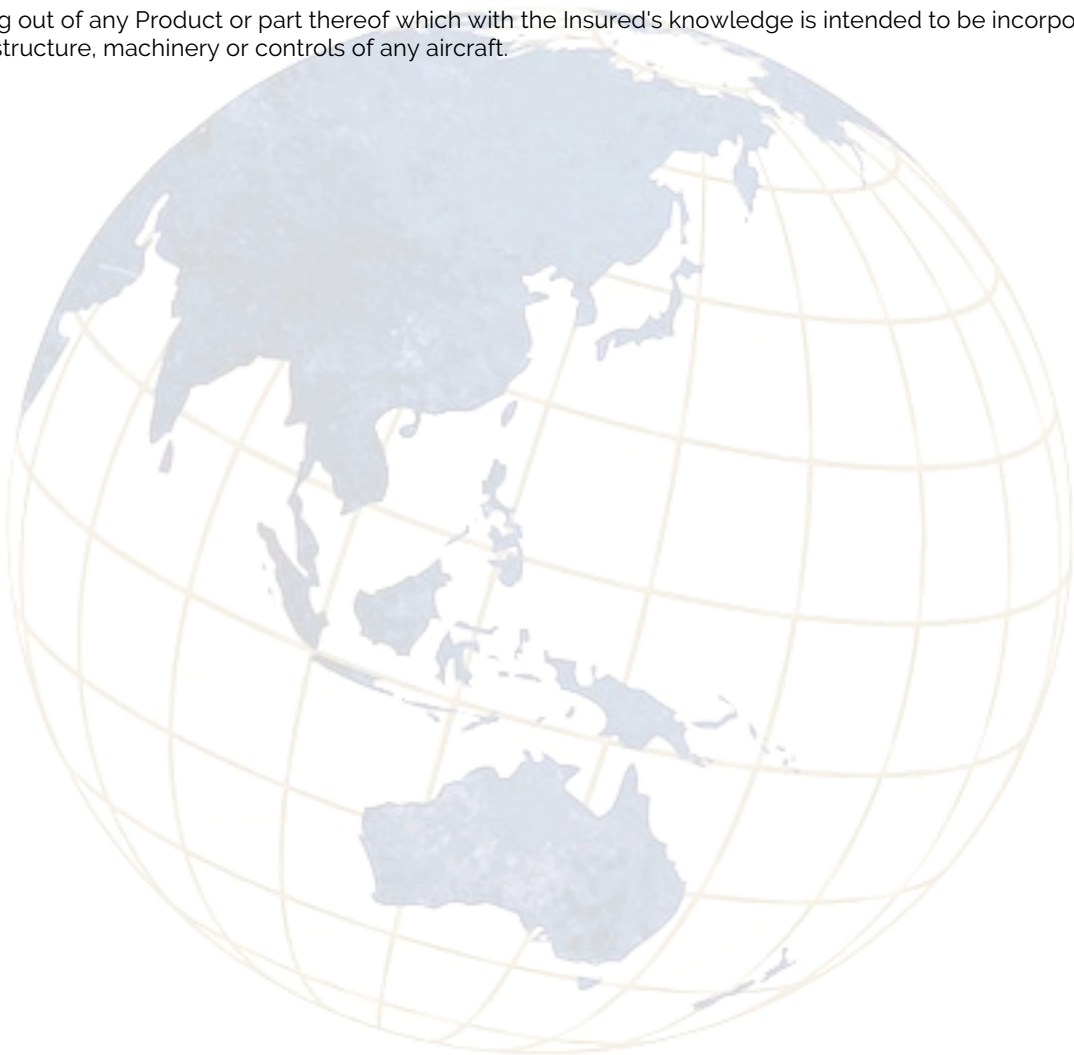 g out of any Product or part thereof which with the Insured's knowledge is intended to be incorpo
structure, machinery or controls of any aircraft.